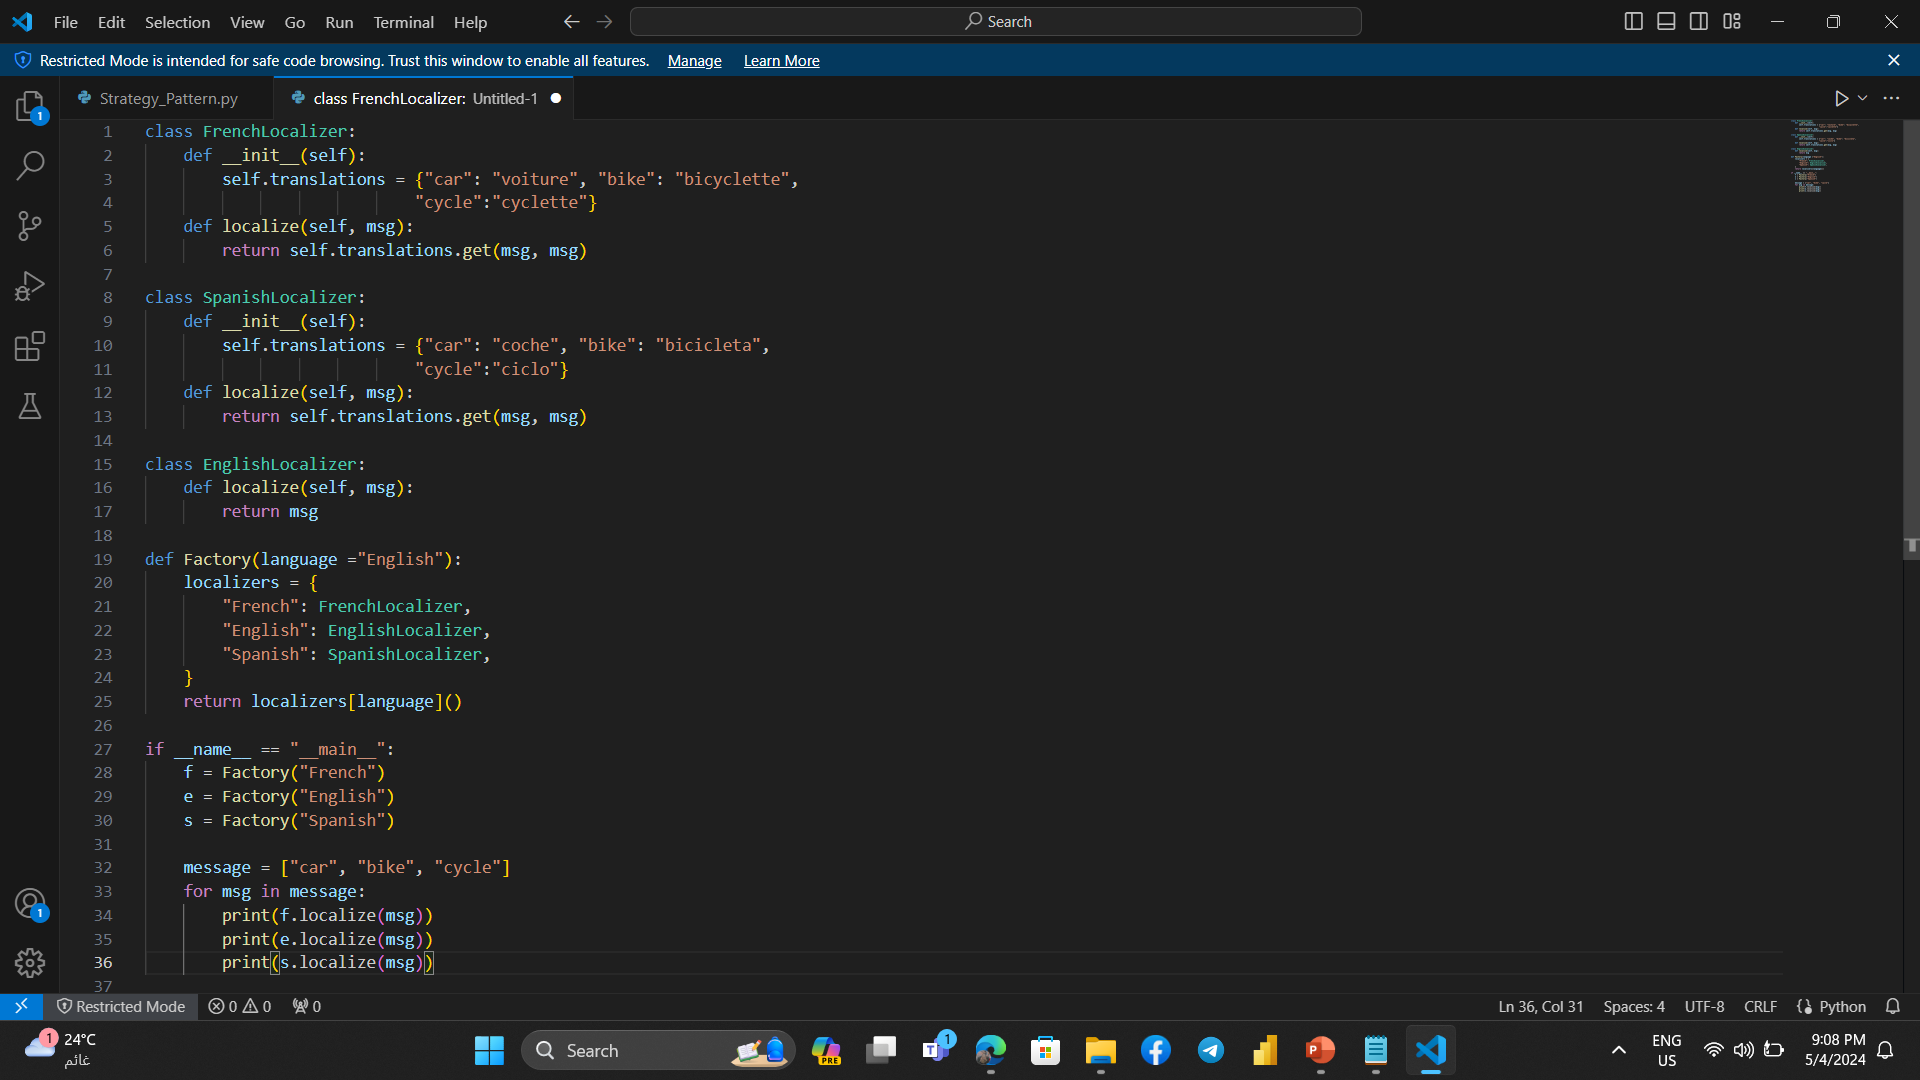 File Edit Selection View Go Run Terminal Help Search
Restricted Mode is intended for safe code browsing. Trust this window to enable all features. Manage Learn More
1
Strategy_Pattern.py class FrenchLocalizer: Untitled-1
1 class FrenchLocalizer:
2 def __init__(self):
3 self.translations = {"car": "voiture", "bike": "bicyclette",
4 "cycle":"cyclette"}
5 def localize(self, msg):
6 return self.translations.get(msg, msg)
7
8 class SpanishLocalizer:
9 def __init__(self):
10 self.translations = {"car": "coche", "bike": "bicicleta",
11 "cycle":"ciclo"}
12 def localize(self, msg):
13 return self.translations.get(msg, msg)
14
15 class EnglishLocalizer:
16 def localize(self, msg):
17 return msg
18
19 def Factory(language ="English"):
20 localizers = {
21 "French": FrenchLocalizer,
22 "English": EnglishLocalizer,
23 "Spanish": SpanishLocalizer,
24 }
25 return localizers[language]()
26
27 if __name__ == "__main__":
28 f = Factory("French")
29 e = Factory("English")
30 s = Factory("Spanish")
31
32 message = ["car", "bike", "cycle"]
33 for msg in message:
34 print(f.localize(msg))
35 print(e.localize(msg))
36 print(s.localize(msg))
37
1
Restricted Mode 0 0 0 Ln 36, Col 31 Spaces: 4 UTF-8 CRLF Python
1 24°C
غائم
Search
PRE
1
ENG
US
9:08 PM
5/4/2024